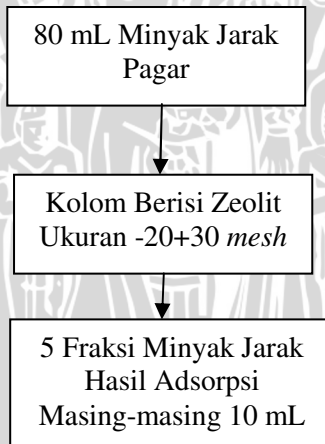 80 mL Minyak Jarak
Pagar
Kolom Berisi Zeolit
Ukuran -20+30 mesh
5 Fraksi Minyak Jarak
Hasil Adsorpsi
Masing-masing 10 mL